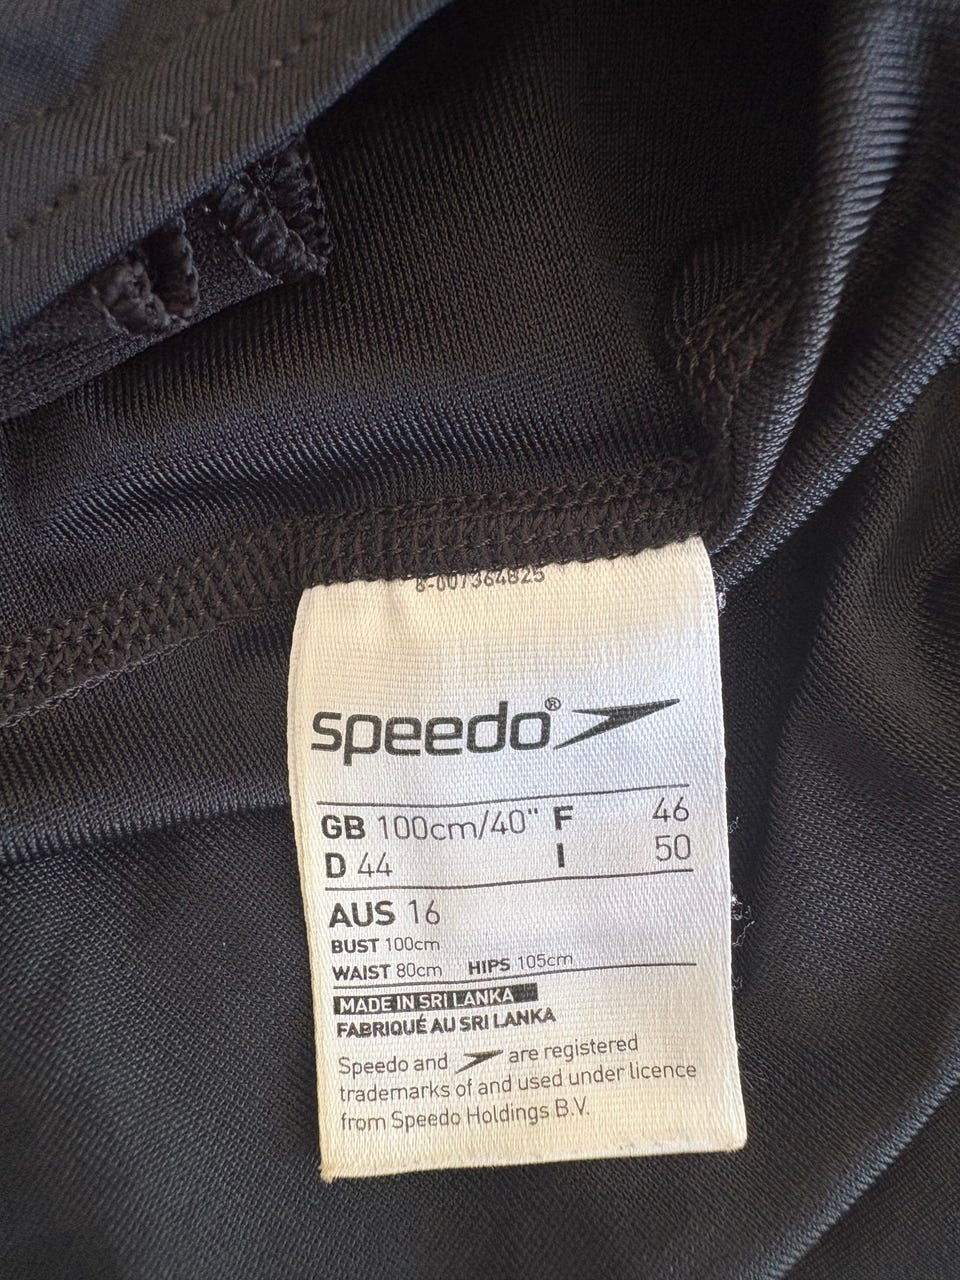 8-007364825
speedo®
GB 100cm/40" F 46
D 44 I 50
AUS 16
BUST 100cm
WAIST 80cm HIPS 105cm
MADE IN SRI LANKA
FABRIQUÉ AU SRI LANKA
Speedo and are registered
trademarks of and used under licence
from Speedo Holdings B.V.